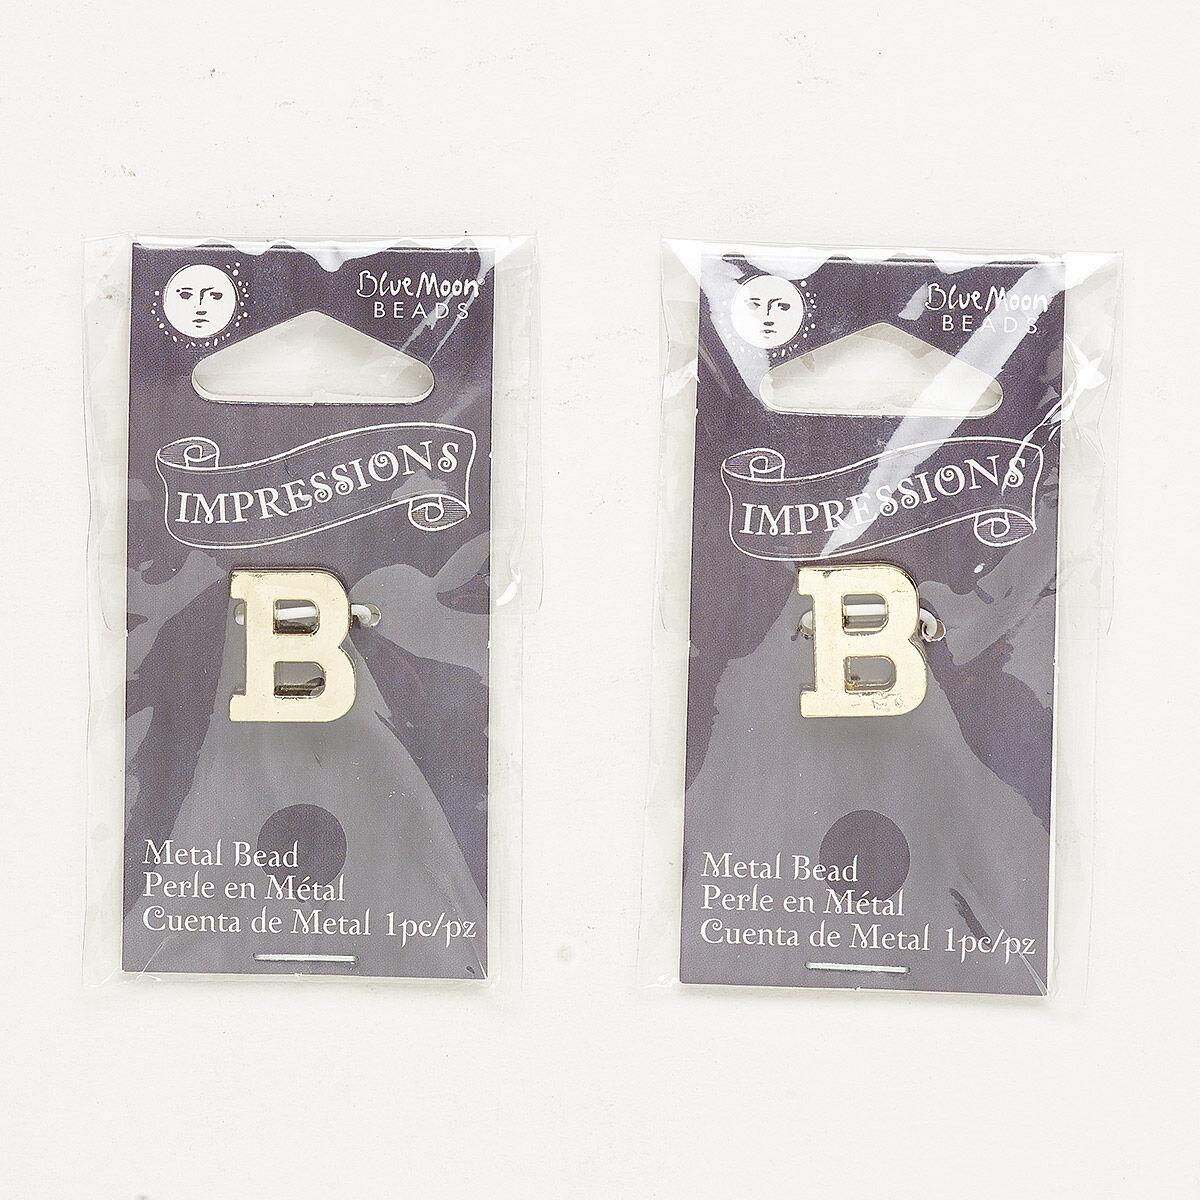 Blue Moon®
BEADS
IMPRESSIONS
B
Metal Bead
Perle en Métal
Cuenta de Metal 1pc/pz
Blue Moon
BEADS
IMPRESSIONS
B
Metal Bead
Perle en Métal
Cuenta de Metal 1pc/pz